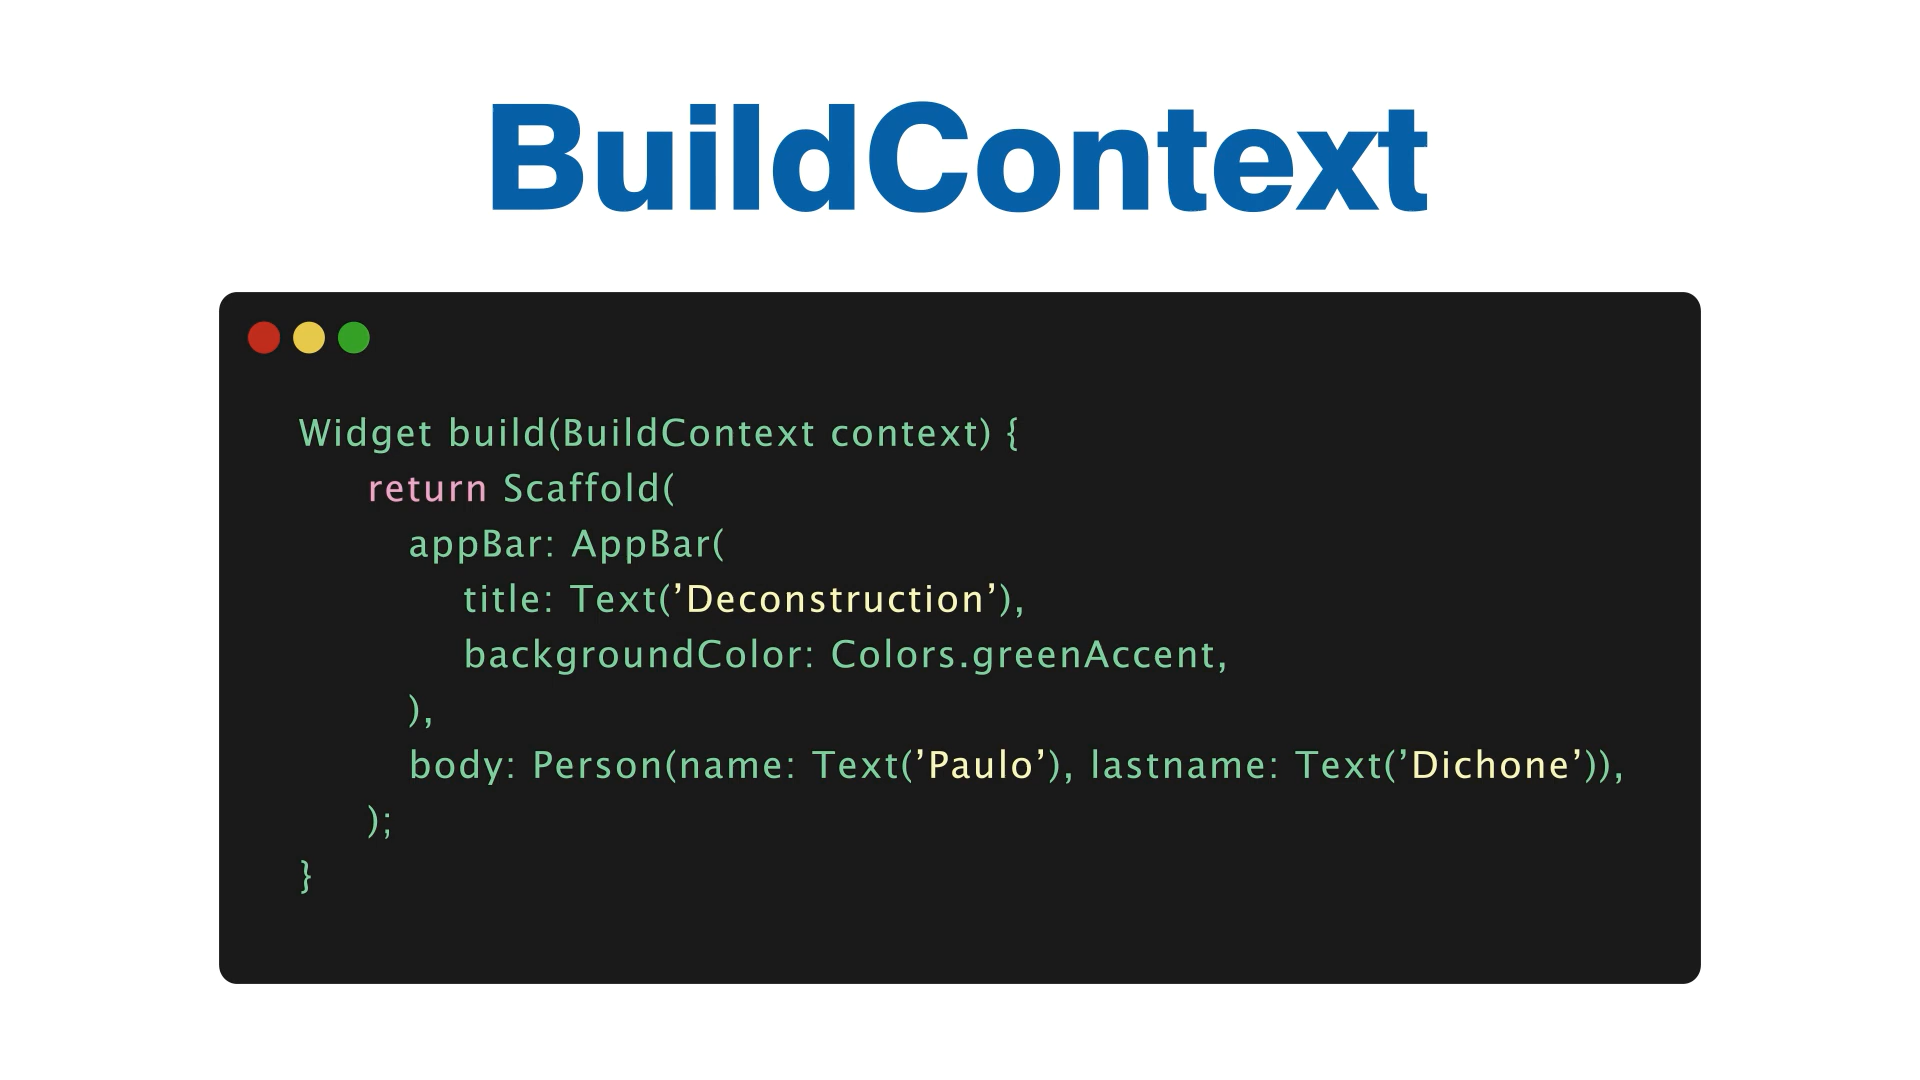 BuildContext
Widget build(BuildContext context) {
return Scaffold(
appBar: AppBar(
title: Text(’Deconstruction’),
backgroundColor: Colors.greenAccent,
),
body: Person(name: Text(’Paulo’), lastname: Text(’Dichone’)),
);
}